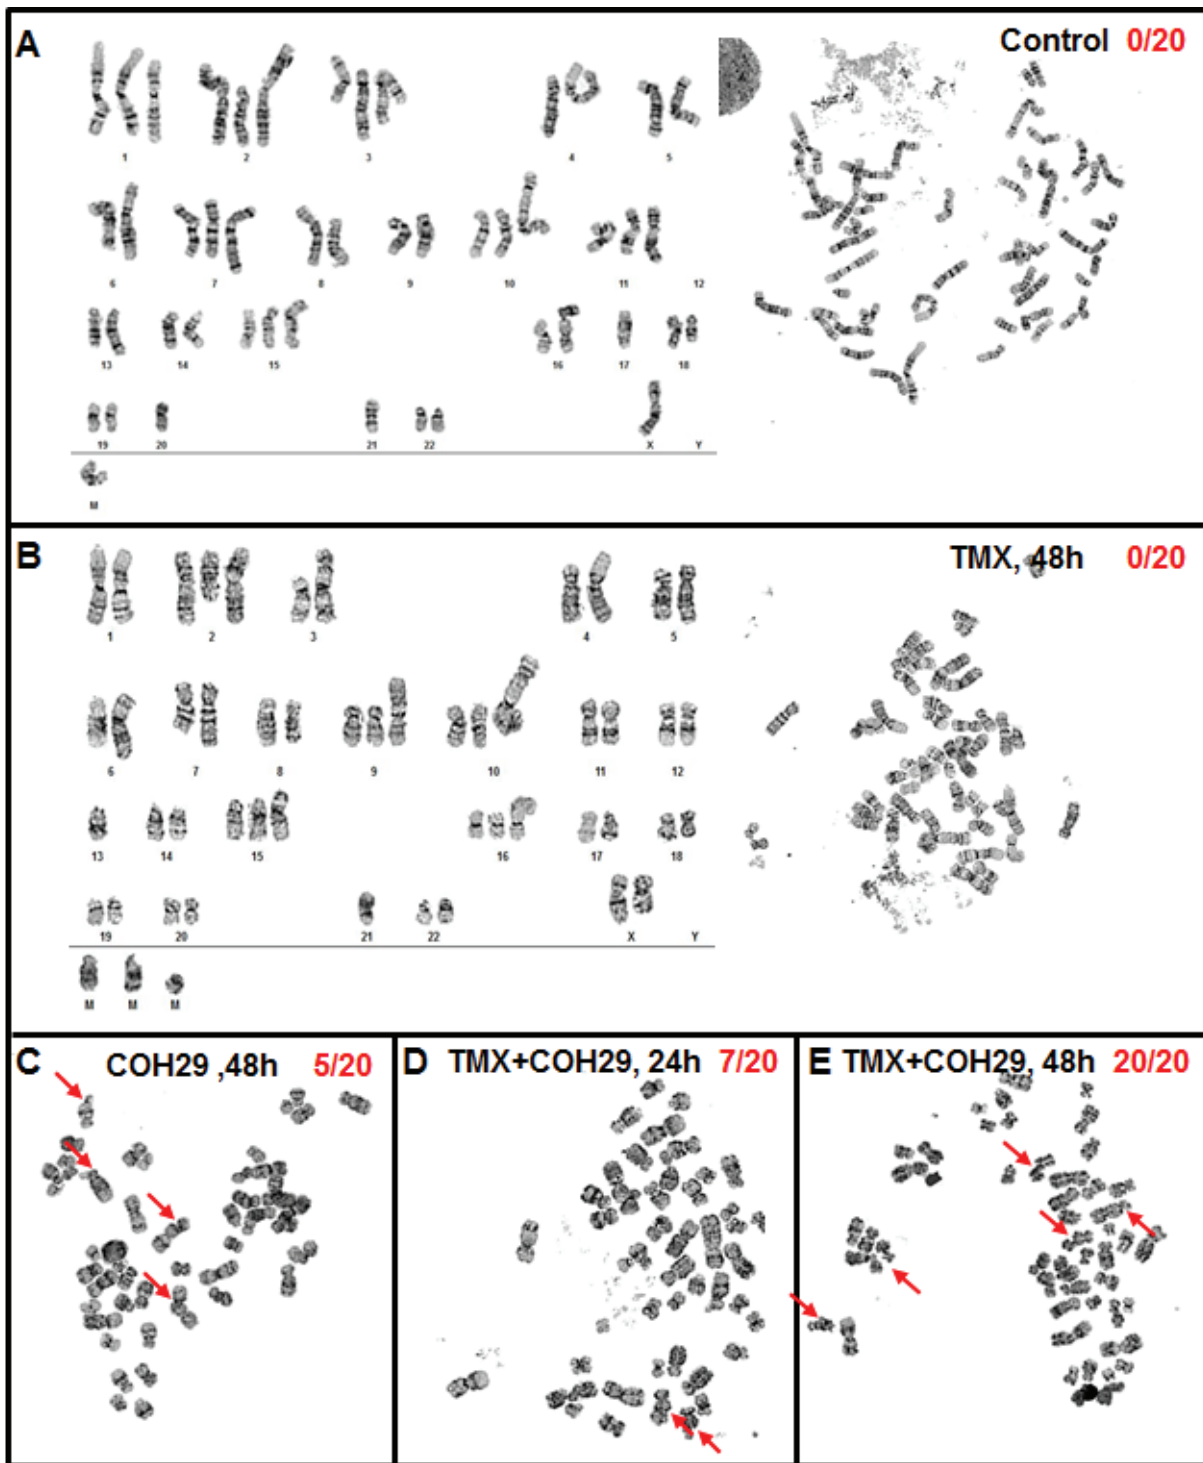 A
Control 0/20
1 2 3 4 5
6 7 8 9 10 11 12
13 14 15 16 17 18
19 20 21 22 X Y
M
B
TMX, 48h 0/20
1 2 3 4 5
6 7 8 9 10 11 12
13 14 15 16 17 18
19 20 21 22 X Y
M M M
C COH29 ,48h 5/20
D TMX+COH29, 24h 7/20
E TMX+COH29, 48h 20/20